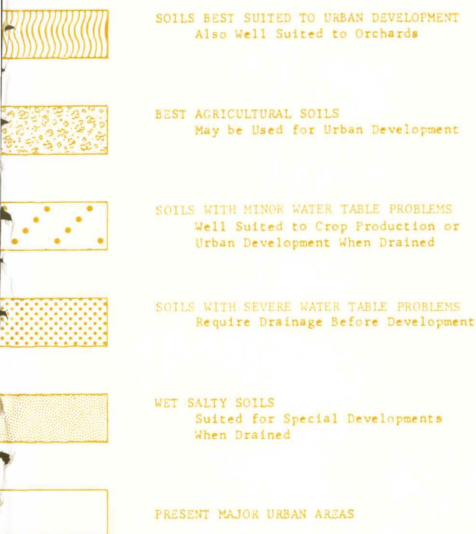 SOILS BEST SUITED TO URBAN DEVELOPMENT
Also Well Suited to Orchards
BEST AGRICULTURAL SOILS
May be Used for Urban Development
SOILS WITH MINOR WATER TABLE PROBLEMS
Well Suited to Crop Production or
Urban Development When Drained
SOILS WITH SEVERE WATER TABLE PROBLEMS
Require Drainage Before Development
WET SALTY SOILS
Suited for Special Developments
When Drained
PRESENT MAJOR URBAN AREAS